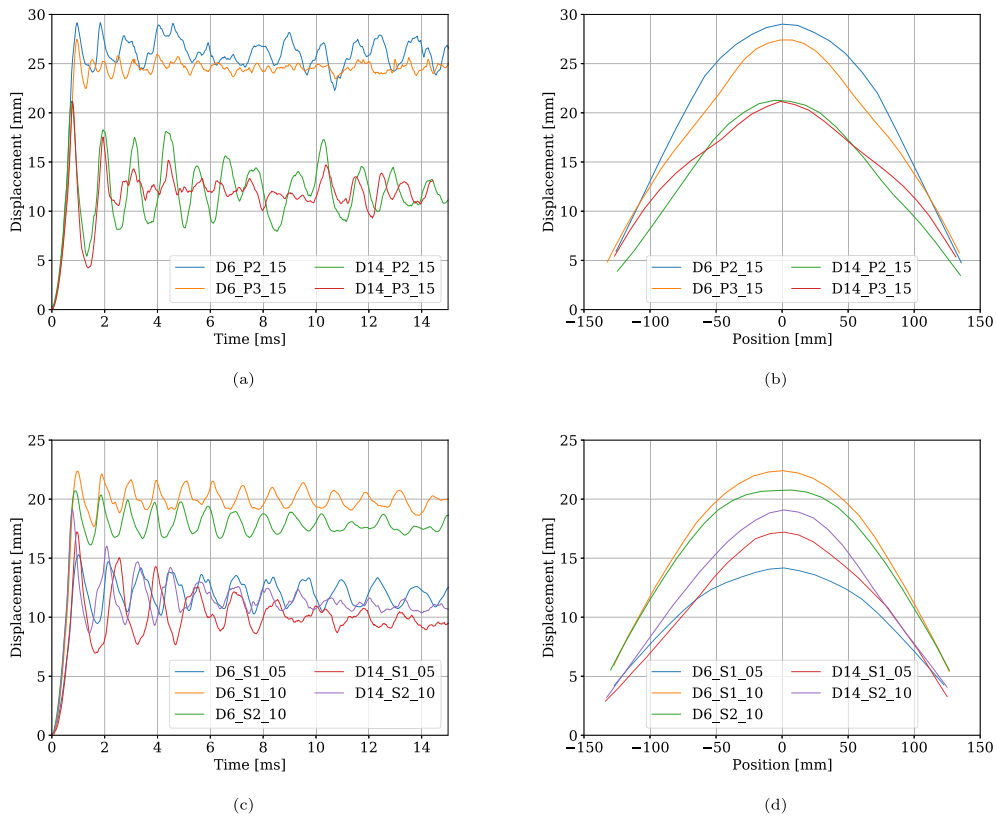 30
25
20
15
10
5
0
Displacement [mm]
D6_P2_15 D14_P2_15
D6_P3_15 D14_P3_15
0 2 4 6 8 10 12 14
Time [ms]
(a)
30
25
20
15
10
5
0
Displacement [mm]
D6_P2_15 D14_P2_15
D6_P3_15 D14_P3_15
−150 −100 −50 0 50 100 150
Position [mm]
(b)
25
20
15
10
5
0
Displacement [mm]
D6_S1_05 D14_S1_05
D6_S1_10 D14_S2_10
D6_S2_10
0 2 4 6 8 10 12 14
Time [ms]
(c)
25
20
15
10
5
0
Displacement [mm]
D6_S1_05 D14_S1_05
D6_S1_10 D14_S2_10
D6_S2_10
−150 −100 −50 0 50 100 150
Position [mm]
(d)